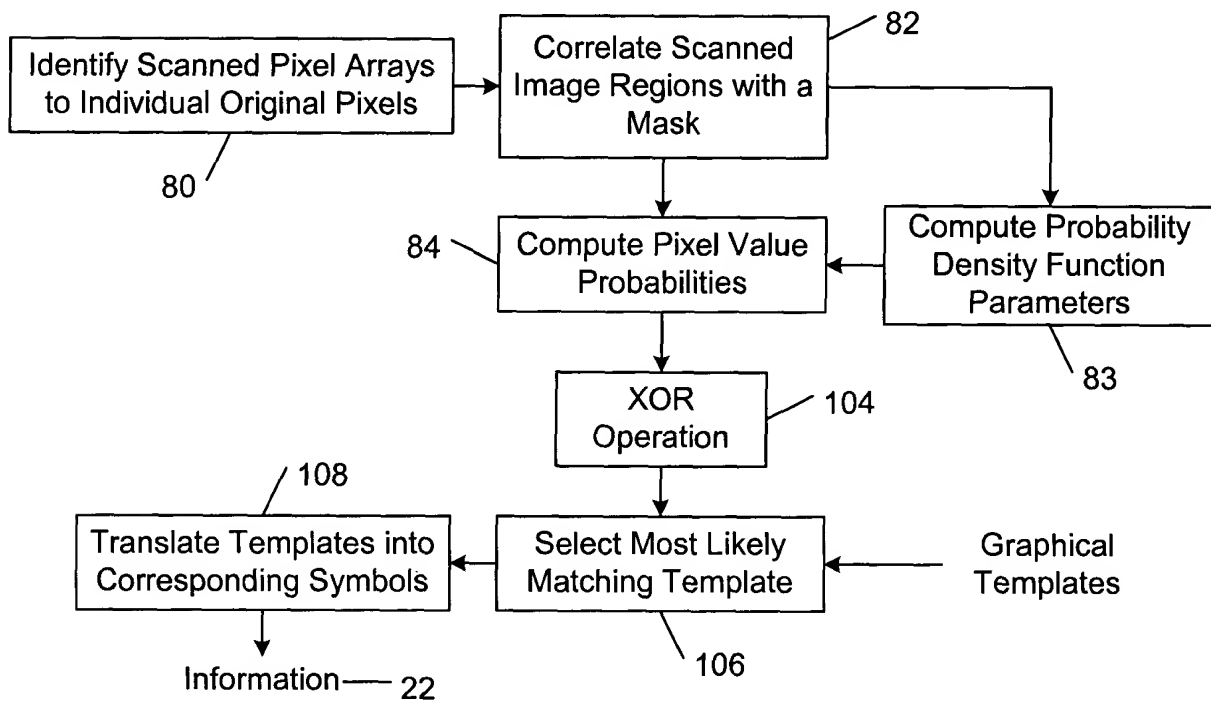 82
Identify Scanned Pixel Arrays
to Individual Original Pixels
80
Correlate Scanned
Image Regions with a
Mask
84
Compute Pixel Value
Probabilities
Compute Probability
Density Function
Parameters
83
XOR
Operation
104
108
Translate Templates into
Corresponding Symbols
Select Most Likely
Matching Template
Graphical
Templates
106
Information
22